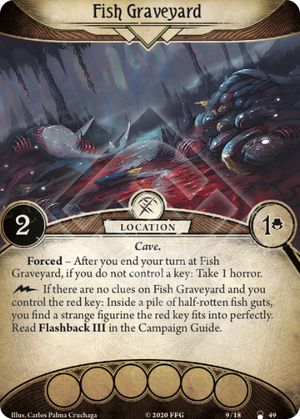 Fish Graveyard
2
LOCATION
1
Cave.
Forced – After you end your turn at Fish
Graveyard, if you do not control a key: Take 1 horror.
If there are no clues on Fish Graveyard and you
control the red key: Inside a pile of half-rotten fish guts,
you find a strange figurine the red key fits into perfectly.
Read Flashback III in the Campaign Guide.
Illus. Carlos Palma Cruchaga
© 2020 FFG
9/18
49